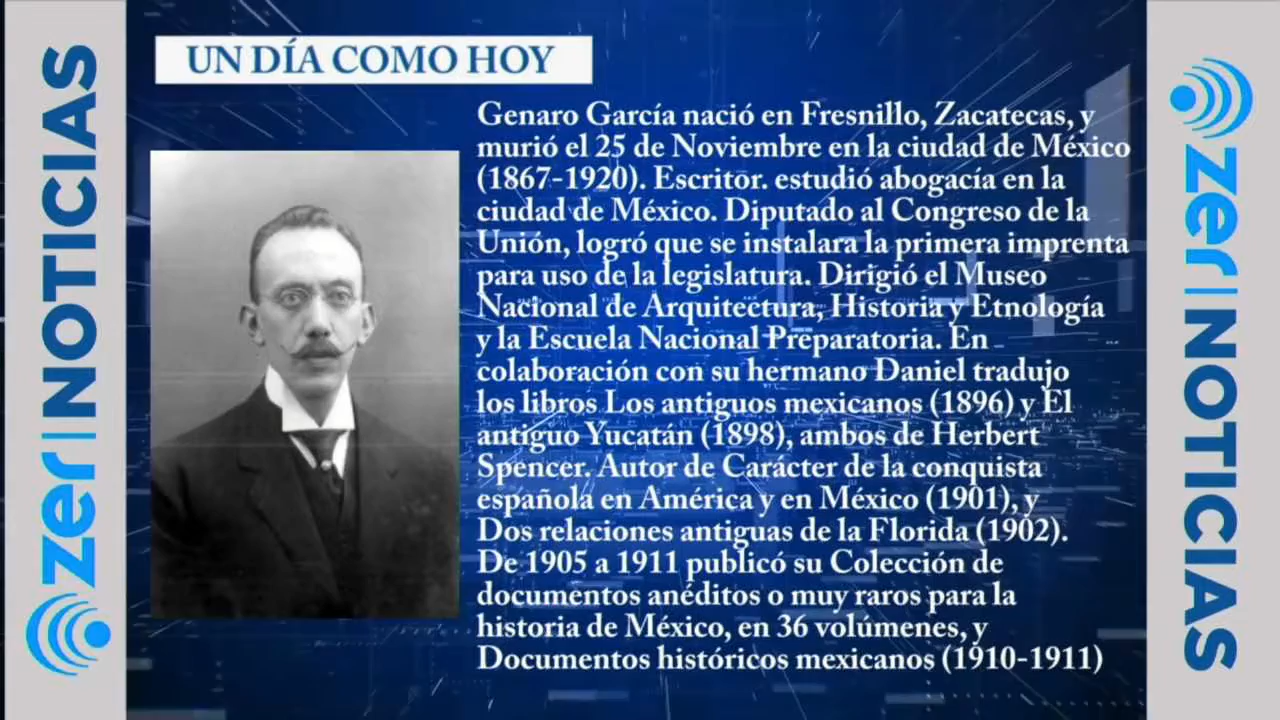 UN DÍA COMO HOY
Genaro García nació en Fresnillo, Zacatecas, y
murió el 25 de Noviembre en la ciudad de México
(1867-1920). Escritor. estudió abogacía en la
ciudad de México. Diputado al Congreso de la
Unión, logró que se instalara la primera imprenta
para uso de la legislatura. Dirigió el Museo
Nacional de Arquitectura, Historia y Etnología
y la Escuela Nacional Preparatoria. En
colaboración con su hermano Daniel tradujo
los libros Los antiguos mexicanos (1896) y El
antiguo Yucatán (1898), ambos de Herbert
Spencer. Autor de Carácter de la conquista
española en América y en México (1901), y
Dos relaciones antiguas de la Florida (1902).
De 1905 a 1911 publicó su Colección de
documentos anéditos o muy raros para la
historia de México, en 36 volúmenes, y
Documentos históricos mexicanos (1910-1911)
zer | NOTICIAS
zer | NOTICIAS